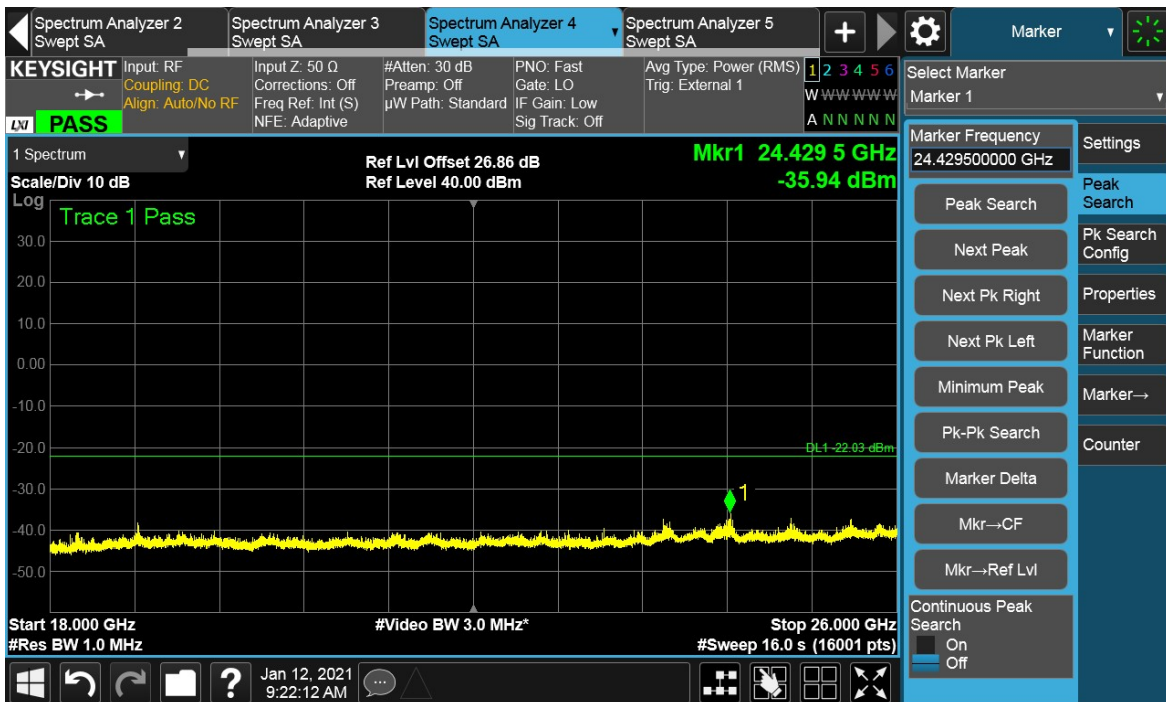 Spectrum Analyzer 2
Swept SA
Spectrum Analyzer 3
Swept SA
Spectrum Analyzer 4
Swept SA
Spectrum Analyzer 5
Swept SA
+
Marker
KEYSIGHT
LXI PASS
Input: RF
Coupling: DC
Align: Auto/No RF
Input Z: 50 Ω
Corrections: Off
Freq Ref: Int (S)
NFE: Adaptive
#Atten: 30 dB
Preamp: Off
µW Path: Standard
PNO: Fast
Gate: LO
IF Gain: Low
Sig Track: Off
Avg Type: Power (RMS)
Trig: External 1
1 2 3 4 5 6
W W W W W W
A N N N N N
Select Marker
Marker 1
1 Spectrum
Scale/Div 10 dB
Ref Lvl Offset 26.86 dB
Ref Level 40.00 dBm
Mkr1 24.429 5 GHz
-35.94 dBm
Log
Trace 1 Pass
30.0
20.0
10.0
0.00
-10.0
-20.0
-30.0
-40.0
-50.0
DL1 -22.03 dBm
1
Start 18.000 GHz
#Res BW 1.0 MHz
#Video BW 3.0 MHz*
Stop 26.000 GHz
#Sweep 16.0 s (16001 pts)
Marker Frequency
24.429500000 GHz
Peak Search
Next Peak
Next Pk Right
Next Pk Left
Minimum Peak
Pk-Pk Search
Marker Delta
Mkr→CF
Mkr→Ref Lvl
Continuous Peak
Search
On
Off
Settings
Peak
Search
Pk Search
Config
Properties
Marker
Function
Marker→
Counter
?
Jan 12, 2021
9:22:12 AM